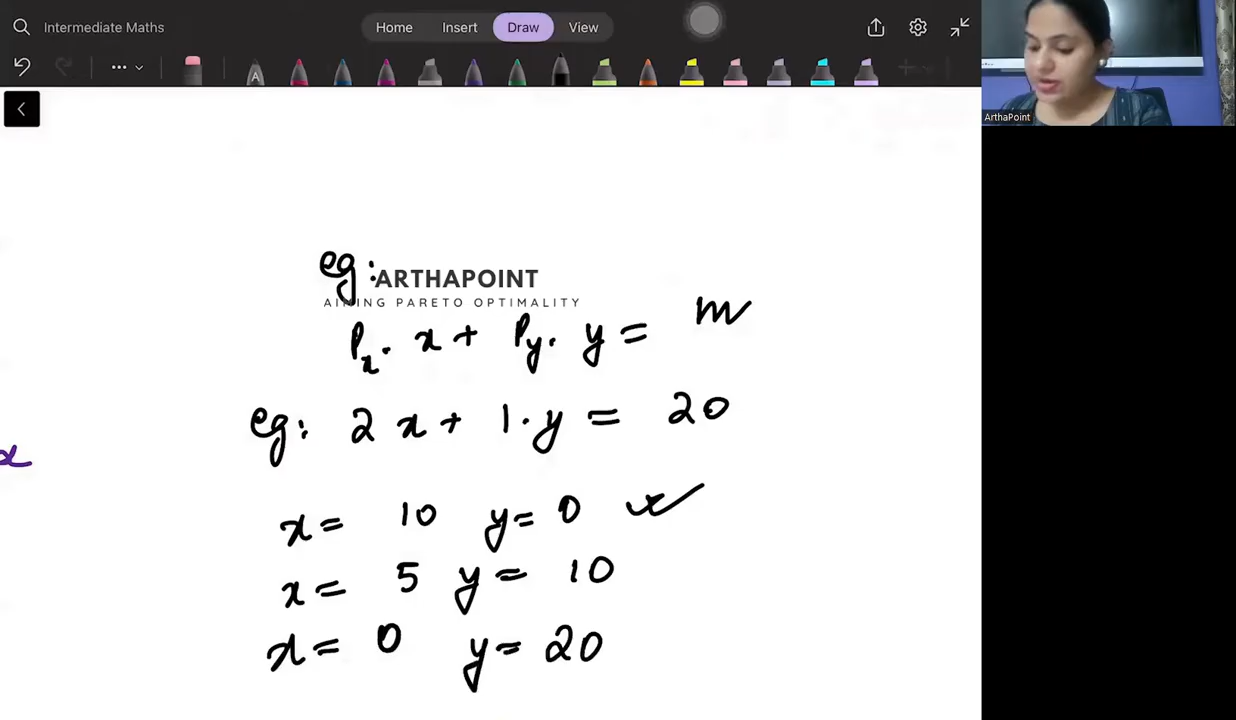 Intermediate Maths
Home Insert Draw View
A
ArthaPoint
eg:
ARTHAPOINT
AIMING PARETO OPTIMALITY
Px. x + Py. y = m
eg: 2 x + 1. y = 20
x = 10 y = 0 ✓
x = 5 y = 10
x = 0 y = 20
x